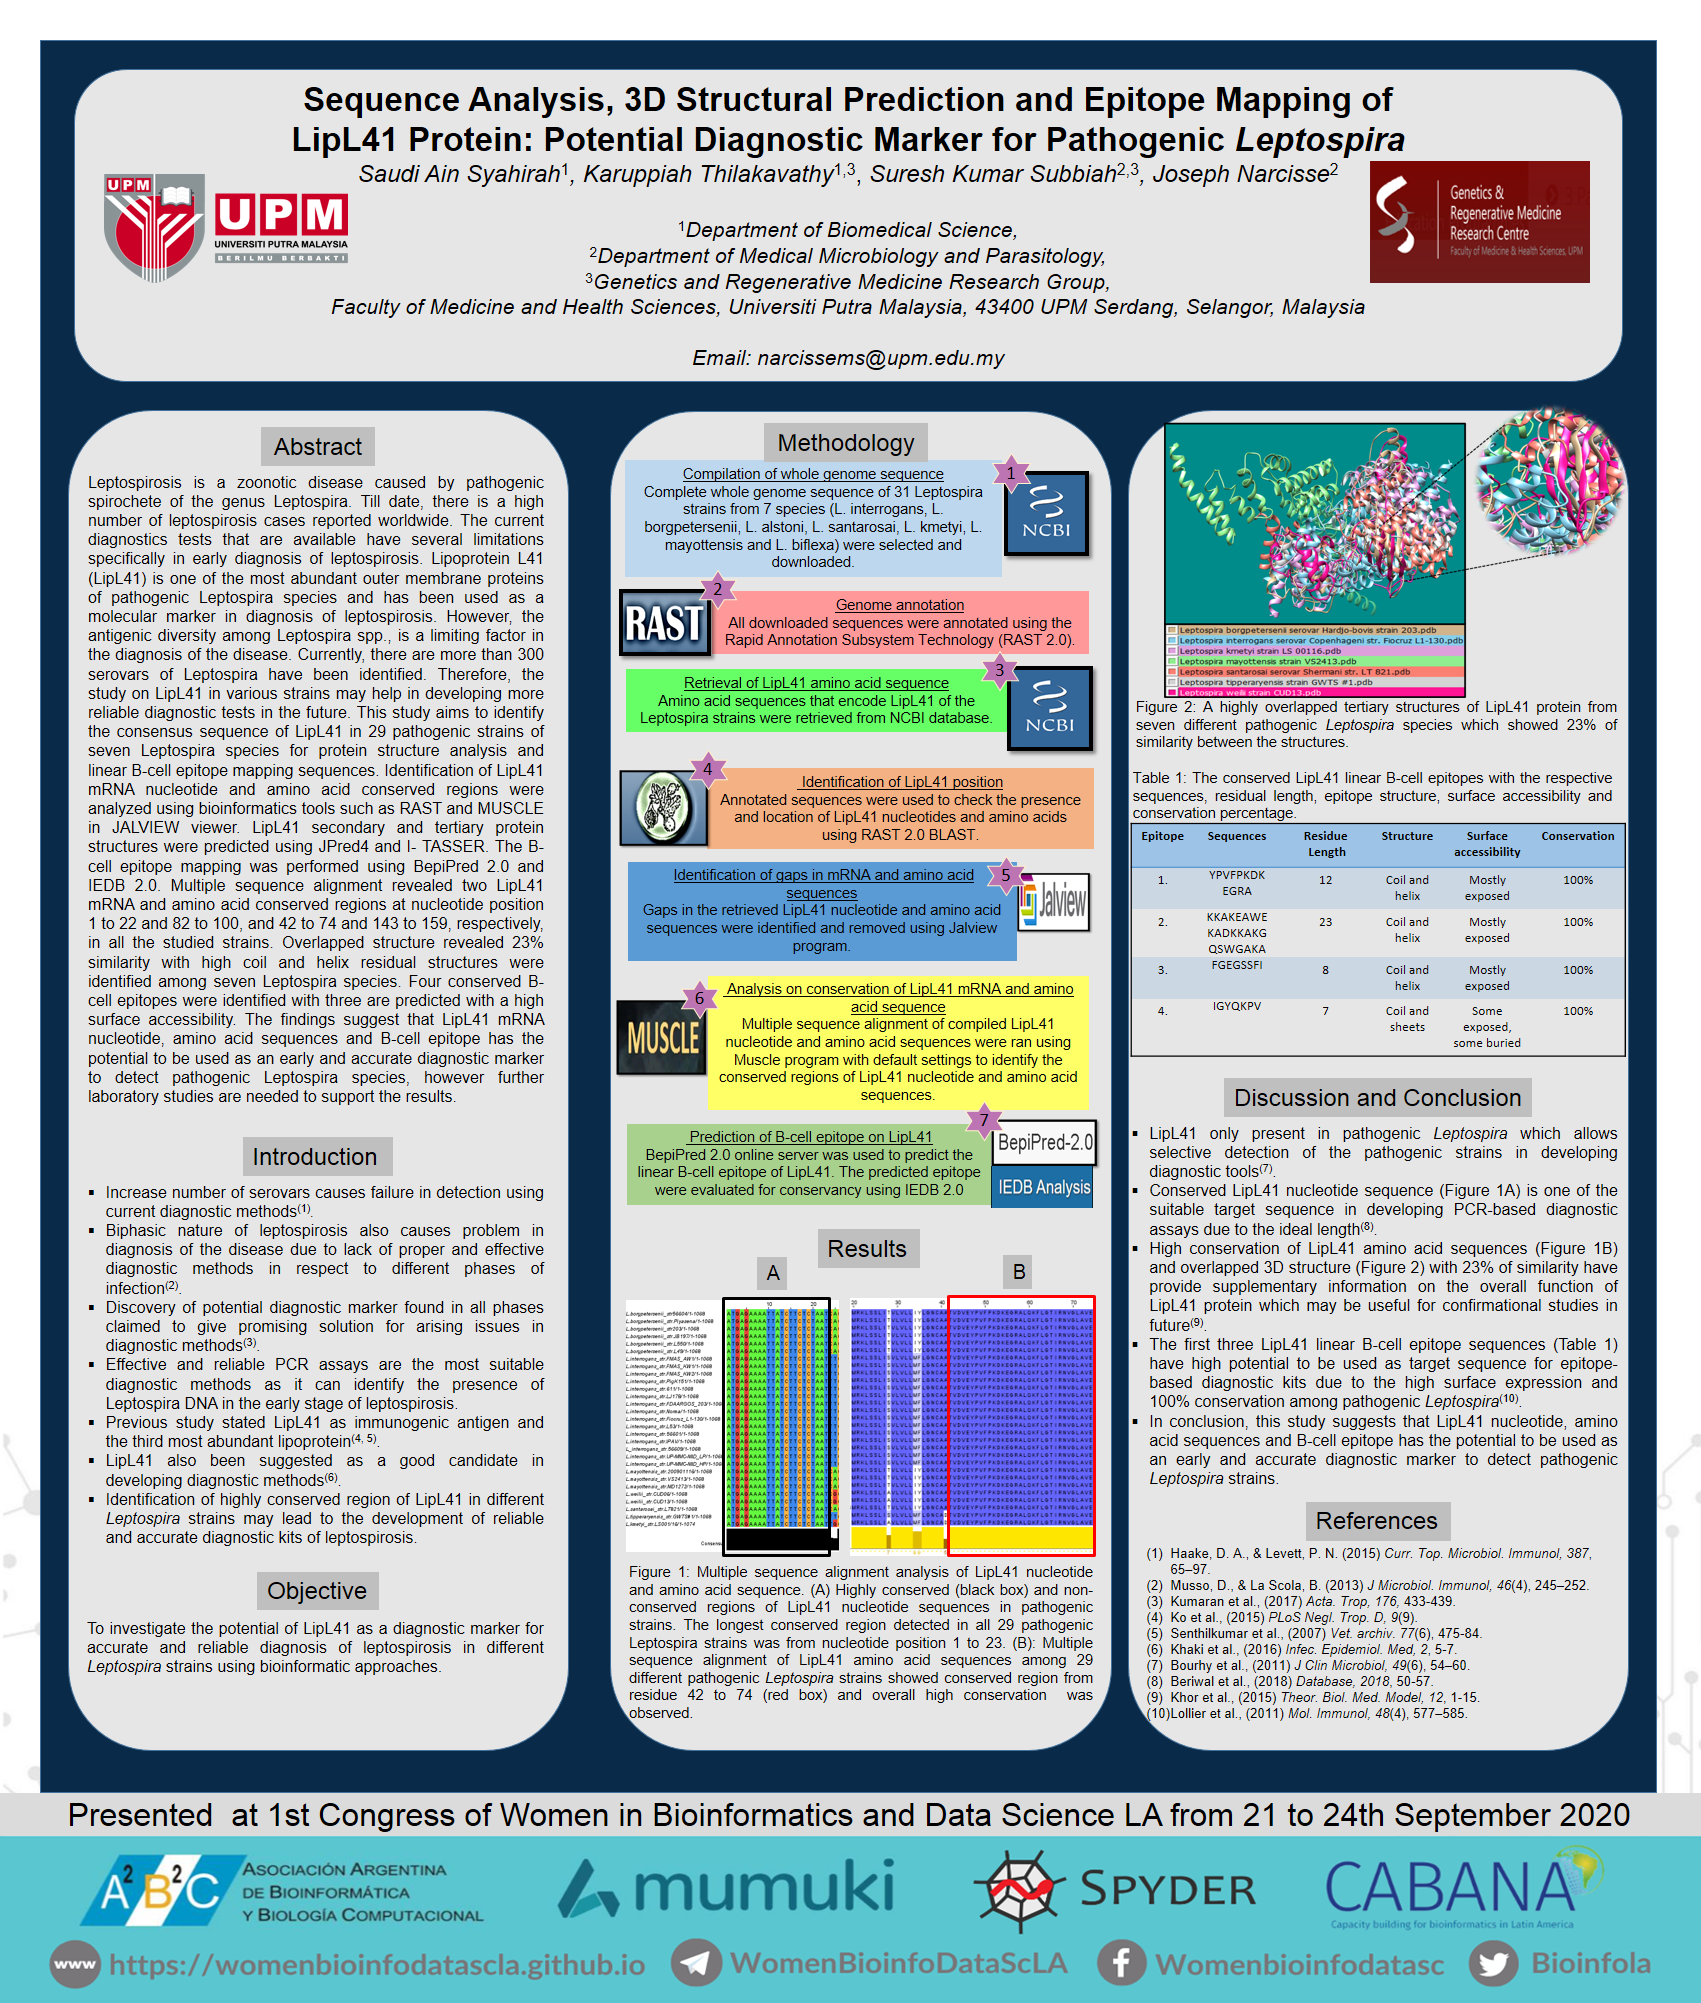 Sequence Analysis, 3D Structural Prediction and Epitope Mapping of
LipL41 Protein: Potential Diagnostic Marker for Pathogenic Leptospira
Saudi Ain Syahirah1, Karuppiah Thilakavathy1,3, Suresh Kumar Subbiah2,3, Joseph Narcisse2
UPM
UPM
UNIVERSITI PUTRA MALAYSIA
BERILMU BERBAKTI
Genetics &
Regenerative Medicine
Research Centre
Faculty of Medicine & Health Sciences, UPM
1Department of Biomedical Science,
2Department of Medical Microbiology and Parasitology,
3Genetics and Regenerative Medicine Research Group,
Faculty of Medicine and Health Sciences, Universiti Putra Malaysia, 43400 UPM Serdang, Selangor, Malaysia
Email: narcissems@upm.edu.my
Abstract
Leptospirosis is a zoonotic disease caused by pathogenic
spirochete of the genus Leptospira. Till date, there is a high
number of leptospirosis cases reported worldwide. The current
diagnostics tests that are available have several limitations
specifically in early diagnosis of leptospirosis. Lipoprotein L41
(LipL41) is one of the most abundant outer membrane proteins
of pathogenic Leptospira species and has been used as a
molecular marker in diagnosis of leptospirosis. However, the
antigenic diversity among Leptospira spp., is a limiting factor in
the diagnosis of the disease. Currently, there are more than 300
serovars of Leptospira have been identified. Therefore, the
study on LipL41 in various strains may help in developing more
reliable diagnostic tests in the future. This study aims to identify
the consensus sequence of LipL41 in 29 pathogenic strains of
seven Leptospira species for protein structure analysis and
linear B-cell epitope mapping sequences. Identification of LipL41
mRNA nucleotide and amino acid conserved regions were
analyzed using bioinformatics tools such as RAST and MUSCLE
in JALVIEW viewer. LipL41 secondary and tertiary protein
structures were predicted using JPred4 and I- TASSER. The B-
cell epitope mapping was performed using BepiPred 2.0 and
IEDB 2.0. Multiple sequence alignment revealed two LipL41
mRNA and amino acid conserved regions at nucleotide position
1 to 22 and 82 to 100, and 42 to 74 and 143 to 159, respectively,
in all the studied strains. Overlapped structure revealed 23%
similarity with high coil and helix residual structures were
identified among seven Leptospira species. Four conserved B-
cell epitopes were identified with three are predicted with a high
surface accessibility. The findings suggest that LipL41 mRNA
nucleotide, amino acid sequences and B-cell epitope has the
potential to be used as an early and accurate diagnostic marker
to detect pathogenic Leptospira species, however further
laboratory studies are needed to support the results.
Introduction
▪ Increase number of serovars causes failure in detection using
current diagnostic methods(1).
▪ Biphasic nature of leptospirosis also causes problem in
diagnosis of the disease due to lack of proper and effective
diagnostic methods in respect to different phases of
infection(2).
▪ Discovery of potential diagnostic marker found in all phases
claimed to give promising solution for arising issues in
diagnostic methods(3).
▪ Effective and reliable PCR assays are the most suitable
diagnostic methods as it can identify the presence of
Leptospira DNA in the early stage of leptospirosis.
▪ Previous study stated LipL41 as immunogenic antigen and
the third most abundant lipoprotein(4, 5).
▪ LipL41 also been suggested as a good candidate in
developing diagnostic methods(6).
▪ Identification of highly conserved region of LipL41 in different
Leptospira strains may lead to the development of reliable
and accurate diagnostic kits of leptospirosis.
Objective
To investigate the potential of LipL41 as a diagnostic marker for
accurate and reliable diagnosis of leptospirosis in different
Leptospira strains using bioinformatic approaches.
Methodology
Compilation of whole genome sequence
Complete whole genome sequence of 31 Leptospira
strains from 7 species (L. interrogans, L.
borgpetersenii, L. alstoni, L. santarosai, L. kmetyi, L.
mayottensis and L. biflexa) were selected and
downloaded.
1
NCBI
2
RAST
Genome annotation
All downloaded sequences were annotated using the
Rapid Annotation Subsystem Technology (RAST 2.0).
3
Retrieval of LipL41 amino acid sequence
Amino acid sequences that encode LipL41 of the
Leptospira strains were retrieved from NCBI database.
NCBI
4
Identification of LipL41 position
Annotated sequences were used to check the presence
and location of LipL41 nucleotides and amino acids
using RAST 2.0 BLAST.
Identification of gaps in mRNA and amino acid
sequences
Gaps in the retrieved LipL41 nucleotide and amino acid
sequences were identified and removed using Jalview
program.
5
Jalview
6
MUSCLE
Analysis on conservation of LipL41 mRNA and amino
acid sequence
Multiple sequence alignment of compiled LipL41
nucleotide and amino acid sequences were ran using
Muscle program with default settings to identify the
conserved regions of LipL41 nucleotide and amino acid
sequences.
7
Prediction of B-cell epitope on LipL41
BepiPred 2.0 online server was used to predict the
linear B-cell epitope of LipL41. The predicted epitope
were evaluated for conservancy using IEDB 2.0
BepiPred-2.0
IEDB Analysis
Results
A
B
Figure 1: Multiple sequence alignment analysis of LipL41 nucleotide
and amino acid sequence. (A) Highly conserved (black box) and non-
conserved regions of LipL41 nucleotide sequences in pathogenic
strains. The longest conserved region detected in all 29 pathogenic
Leptospira strains was from nucleotide position 1 to 23. (B): Multiple
sequence alignment of LipL41 amino acid sequences among 29
different pathogenic Leptospira strains showed conserved region from
residue 42 to 74 (red box) and overall high conservation was
observed.
Leptospira borgpetersenii serovar Hardjo-bovis strain 203.pdb
Leptospira interrogans serovar Copenhageni str. Fiocruz L1-130.pdb
Leptospira kmetyi strain LS 00116.pdb
Leptospira mayottensis strain VS2413.pdb
Leptospira santarosai serovar Shermani str. LT 821.pdb
Leptospira tipperaryensis strain GWTS #1.pdb
Leptospira weilii strain CUD13.pdb
Figure 2: A highly overlapped tertiary structures of LipL41 protein from
seven different pathogenic Leptospira species which showed 23% of
similarity between the structures.
Table 1: The conserved LipL41 linear B-cell epitopes with the respective
sequences, residual length, epitope structure, surface accessibility and
conservation percentage.
Epitope Sequences Residue Length Structure Surface accessibility Conservation
1. YPVFPKDK EGRA 12 Coil and helix Mostly exposed 100%
2. KKAKEAWE KADKKAKG QSWGAKA 23 Coil and helix Mostly exposed 100%
3. FGEGSSFI 8 Coil and helix Mostly exposed 100%
4. IGYQKPV 7 Coil and sheets Some exposed, some buried 100%
Discussion and Conclusion
▪ LipL41 only present in pathogenic Leptospira which allows
selective detection of the pathogenic strains in developing
diagnostic tools(7).
▪ Conserved LipL41 nucleotide sequence (Figure 1A) is one of the
suitable target sequence in developing PCR-based diagnostic
assays due to the ideal length(8).
▪ High conservation of LipL41 amino acid sequences (Figure 1B)
and overlapped 3D structure (Figure 2) with 23% of similarity have
provide supplementary information on the overall function of
LipL41 protein which may be useful for confirmational studies in
future(9).
▪ The first three LipL41 linear B-cell epitope sequences (Table 1)
have high potential to be used as target sequence for epitope-
based diagnostic kits due to the high surface expression and
100% conservation among pathogenic Leptospira(10).
▪ In conclusion, this study suggests that LipL41 nucleotide, amino
acid sequences and B-cell epitope has the potential to be used as
an early and accurate diagnostic marker to detect pathogenic
Leptospira strains.
References
(1) Haake, D. A., & Levett, P. N. (2015) Curr. Top. Microbiol. Immunol, 387,
65–97.
(2) Musso, D., & La Scola, B. (2013) J Microbiol. Immunol, 46(4), 245–252.
(3) Kumaran et al., (2017) Acta. Trop, 176, 433-439.
(4) Ko et al., (2015) PLoS Negl. Trop. D, 9(9).
(5) Senthilkumar et al., (2007) Vet. archiv. 77(6), 475-84.
(6) Khaki et al., (2016) Infec. Epidemiol. Med, 2, 5-7.
(7) Bourhy et al., (2011) J Clin Microbiol, 49(6), 54–60.
(8) Beriwal et al., (2018) Database, 2018, 50-57.
(9) Khor et al., (2015) Theor. Biol. Med. Model, 12, 1-15.
(10)Lollier et al., (2011) Mol. Immunol, 48(4), 577–585.
Presented at 1st Congress of Women in Bioinformatics and Data Science LA from 21 to 24th September 2020
A2B2C
ASOCIACIÓN ARGENTINA
DE BIOINFORMÁTICA
Y BIOLOGÍA COMPUTACIONAL
mumuki
SPYDER
CABANA
Capacity building for bioinformatics in Latin America
www https://womenbioinfodatascla.github.io
WomenBioinfoDataScLA
Womenbioinfodatasc
Bioinfola